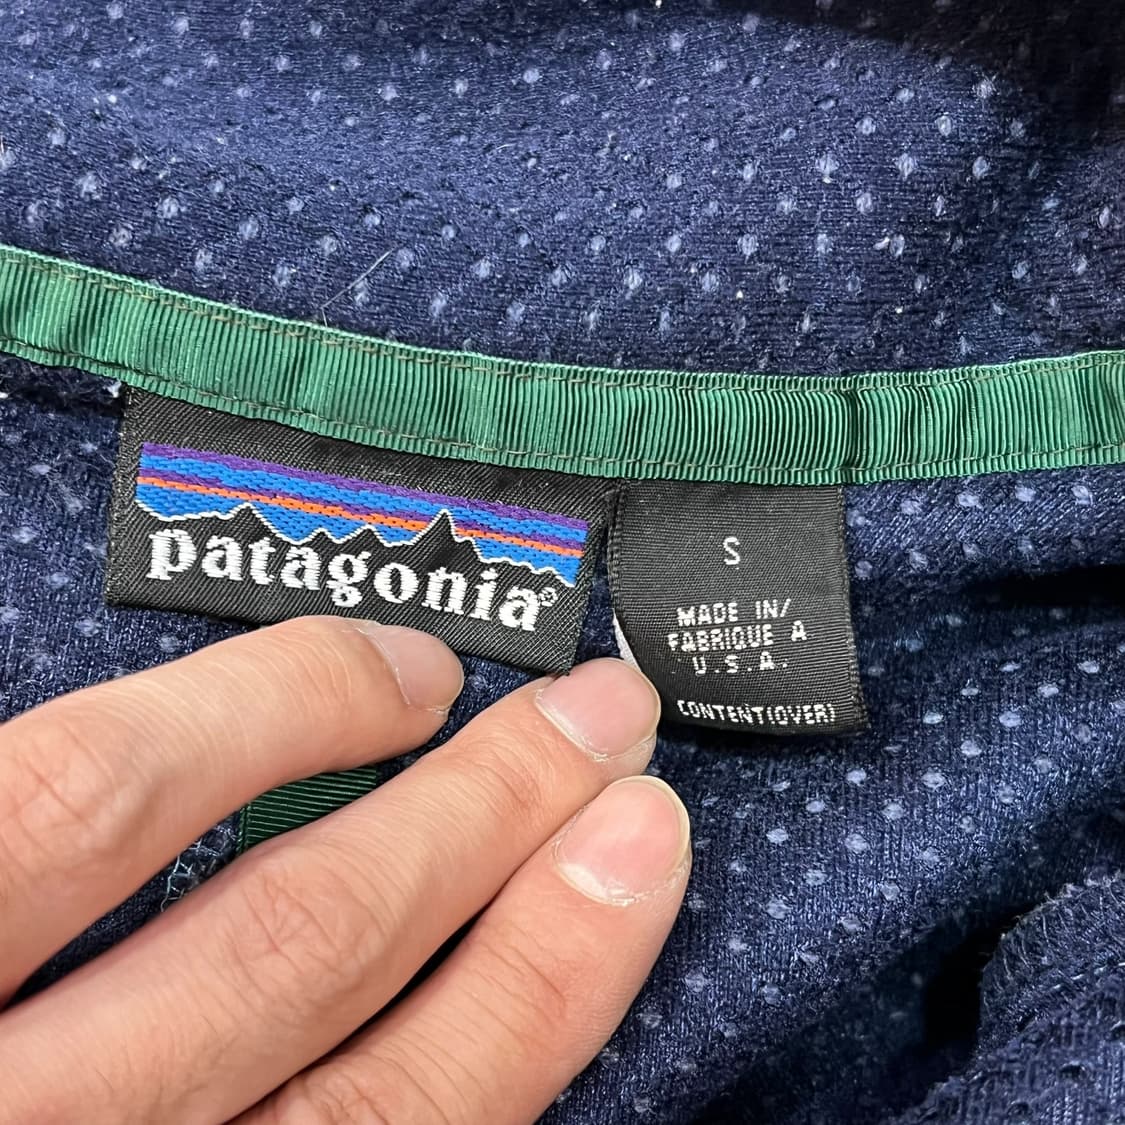 patagonia®
S
MADE IN/
FABRIQUE A
U.S.A.
CONTENT(OVER)